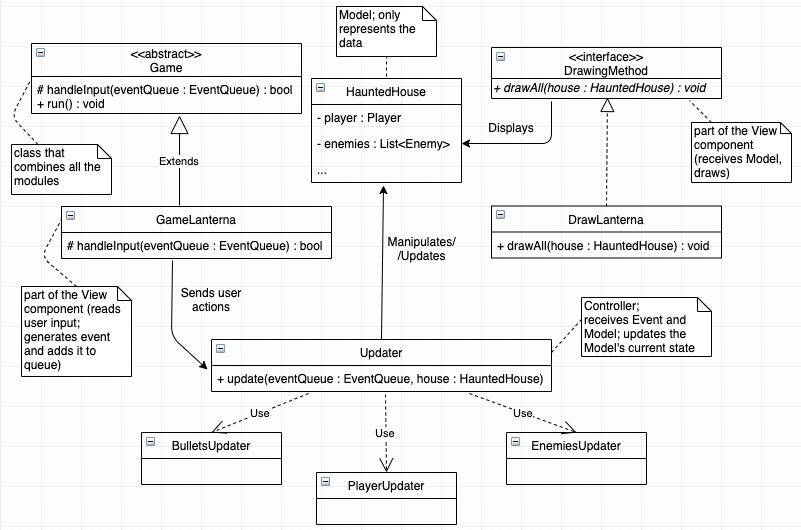 Model; only
represents the
data
<<abstract>>
Game
# handleInput(eventQueue : EventQueue) : bool
+ run() : void
HauntedHouse
- player : Player
- enemies : List<Enemy>
...
<<interface>>
DrawingMethod
+ drawAll(house : HauntedHouse) : void
Displays
class that
combines all the
modules
Extends
part of the View
component
(receives Model,
draws)
GameLanterna
# handleInput(eventQueue : EventQueue) : bool
DrawLanterna
+ drawAll(house : HauntedHouse) : void
Manipulates/
/Updates
part of the View
component (reads
user input;
generates event
and adds it to
queue)
Sends user
actions
Controller;
receives Event and
Model; updates the
Model's current state
Updater
+ update(eventQueue : EventQueue, house : HauntedHouse)
Use
Use
Use
BulletsUpdater
PlayerUpdater
EnemiesUpdater